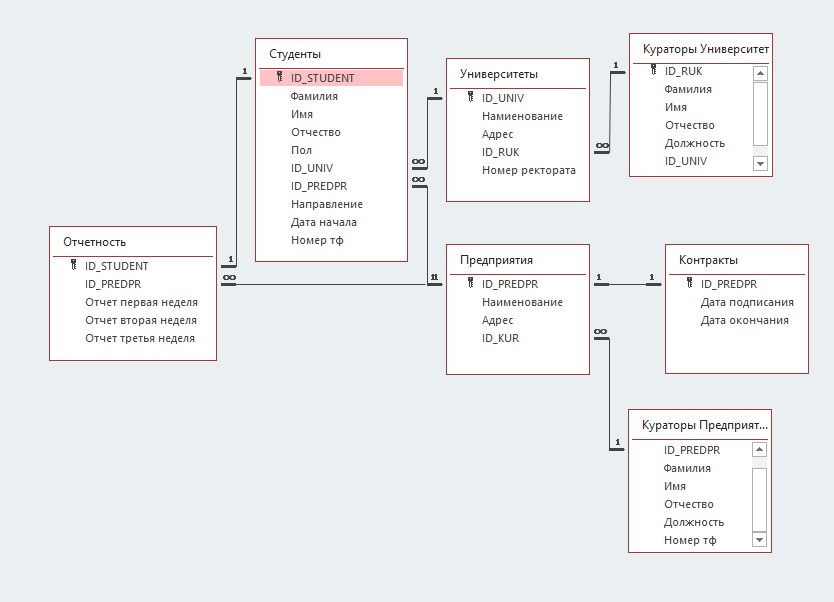 Студенты
ID_STUDENT
Фамилия
Имя
Отчество
Пол
ID_UNIV
ID_PREDPR
Направление
Дата начала
Номер тф
Университеты
ID_UNIV
Намиенование
Адрес
ID_RUK
Номер ректората
Кураторы Университет
ID_RUK
Фамилия
Имя
Отчество
Должность
ID_UNIV
Отчетность
ID_STUDENT
ID_PREDPR
Отчет первая неделя
Отчет вторая неделя
Отчет третья неделя
Предприятия
ID_PREDPR
Наименование
Адрес
ID_KUR
Контракты
ID_PREDPR
Дата подписания
Дата окончания
Кураторы Предприят...
ID_PREDPR
Фамилия
Имя
Отчество
Должность
Номер тф
1
1
∞
∞
1
∞
1
∞
11
1
1
∞
1